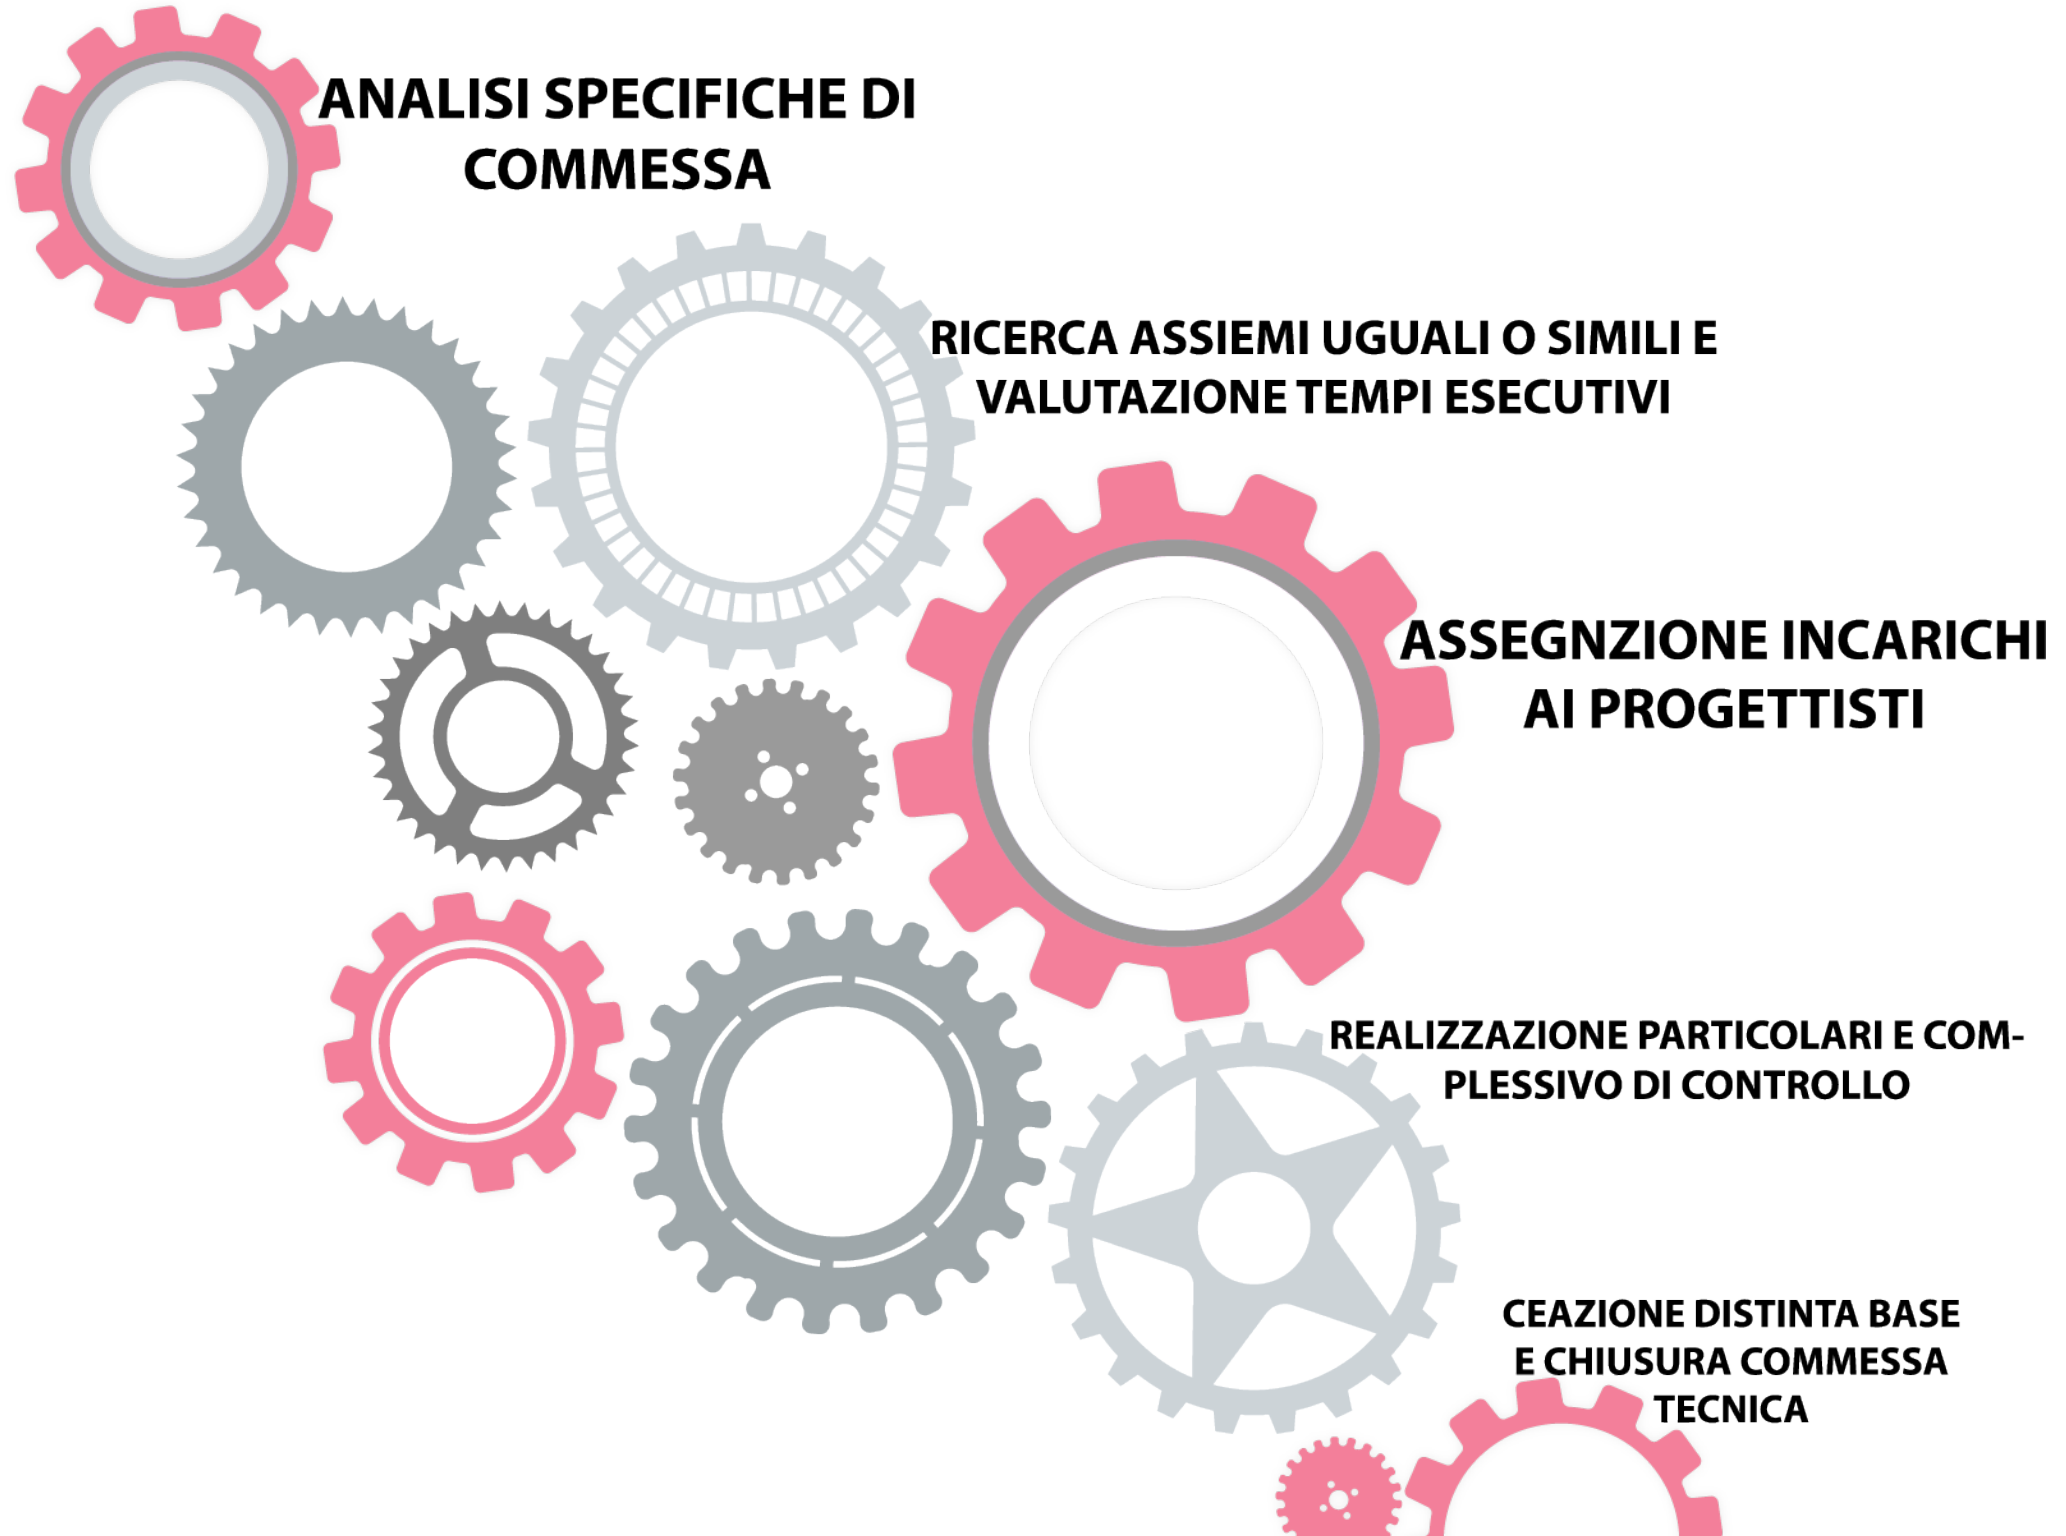 ANALISI SPECIFICHE DI
COMMESSA
RICERCA ASSIEMI UGUALI O SIMILI E
VALUTAZIONE TEMPI ESECUTIVI
ASSEGNZIONE INCARICHI
AI PROGETTISTI
REALIZZAZIONE PARTICOLARI E COM-
PLESSIVO DI CONTROLLO
CEAZIONE DISTINTA BASE
E CHIUSURA COMMESSA
TECNICA